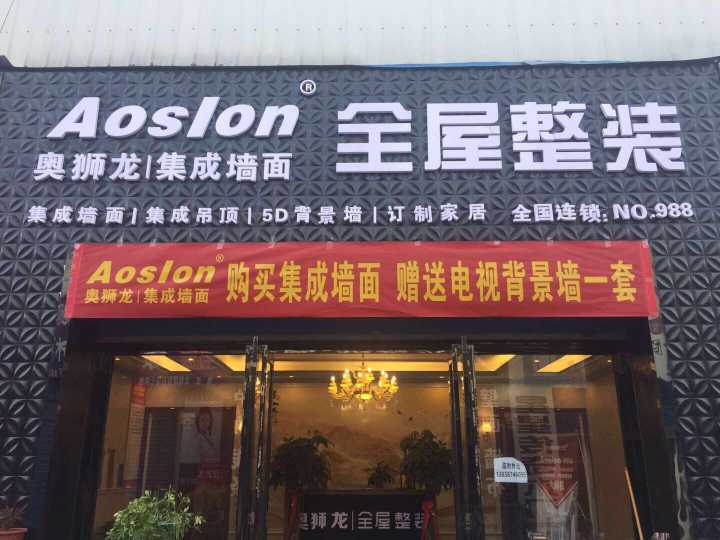 Aoslon® 全屋整装
奥狮龙|集成墙面
集成墙面|集成吊顶|5D背景墙|订制家居 全国连锁:NO.988
Aoslon® 购买集成墙面 赠送电视背景墙一套
奥狮龙|集成墙面
奥狮龙|全屋整装